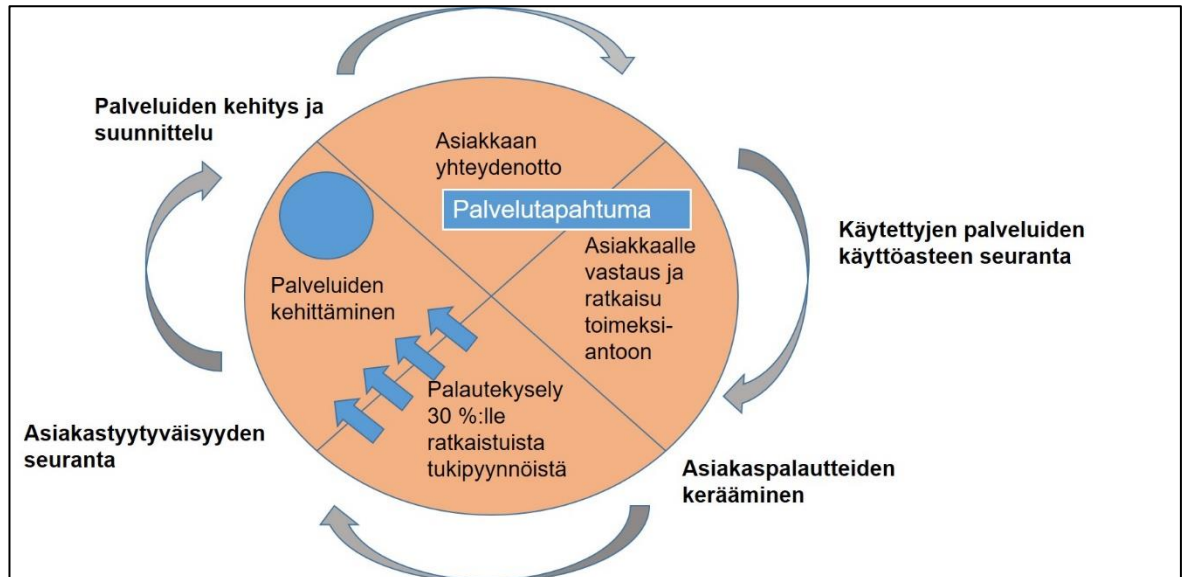 Palveluiden kehitys ja
suunnittelu
Asiakkaan
yhteydenotto
Palvelutapahtuma
Asiakkaalle
vastaus ja
ratkaisu
toimeksi-
antoon
Käytettyjen palveluiden
käyttöasteen seuranta
Palveluiden
kehittäminen
Palautekysely
30 %:lle
ratkaistuista
tukipyynnöistä
Asiakastyytyväisyyden
seuranta
Asiakaspalautteiden
kerääminen